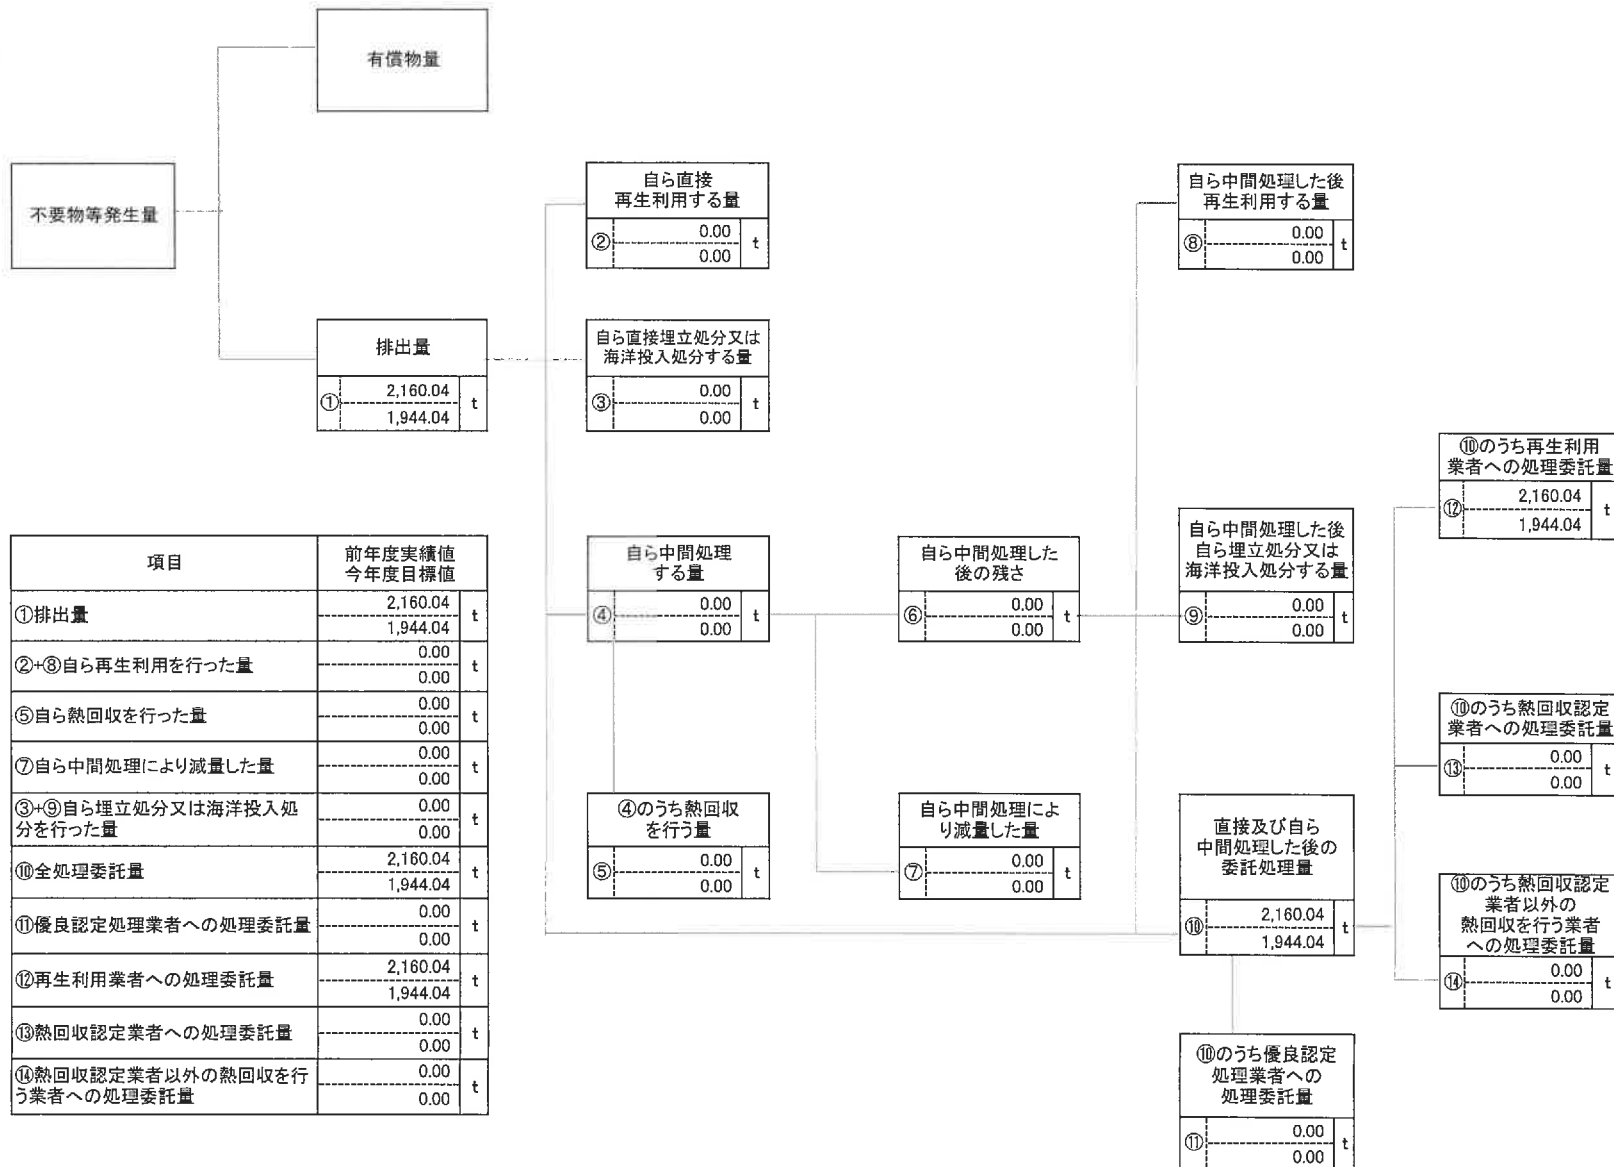 有償物量
不要物等発生量
排出量
① 2,160.04 t
1,944.04
自ら直接
再生利用する量
② 0.00 t
0.00
自ら直接埋立処分又は
海洋投入処分する量
③ 0.00 t
0.00
自ら中間処理
する量
④ 0.00 t
0.00
④のうち熱回収
を行う量
⑤ 0.00 t
0.00
自ら中間処理した
後の残さ
⑥ 0.00 t
0.00
自ら中間処理によ
り減量した量
⑦ 0.00 t
0.00
自ら中間処理した後
再生利用する量
⑧ 0.00 t
0.00
自ら中間処理した後
自ら埋立処分又は
海洋投入処分する量
⑨ 0.00 t
0.00
直接及び自ら
中間処理した後の
委託処理量
⑩ 2,160.04 t
1,944.04
⑩のうち優良認定
処理業者への
処理委託量
⑪ 0.00 t
0.00
⑩のうち再生利用
業者への処理委託量
⑫ 2,160.04 t
1,944.04
⑩のうち熱回収認定
業者への処理委託量
⑬ 0.00 t
0.00
⑩のうち熱回収認定
業者以外の
熱回収を行う業者
への処理委託量
⑭ 0.00 t
0.00
項目 前年度実績値
今年度目標値
①排出量 2,160.04 t
1,944.04
②+⑧自ら再生利用を行った量 0.00 t
0.00
⑤自ら熱回収を行った量 0.00 t
0.00
⑦自ら中間処理により減量した量 0.00 t
0.00
③+⑨自ら埋立処分又は海洋投入処 0.00 t
分を行った量 0.00
⑩全処理委託量 2,160.04 t
1,944.04
⑪優良認定処理業者への処理委託量 0.00 t
0.00
⑫再生利用業者への処理委託量 2,160.04 t
1,944.04
⑬熱回収認定業者への処理委託量 0.00 t
0.00
⑭熱回収認定業者以外の熱回収を行 0.00 t
う業者への処理委託量 0.00